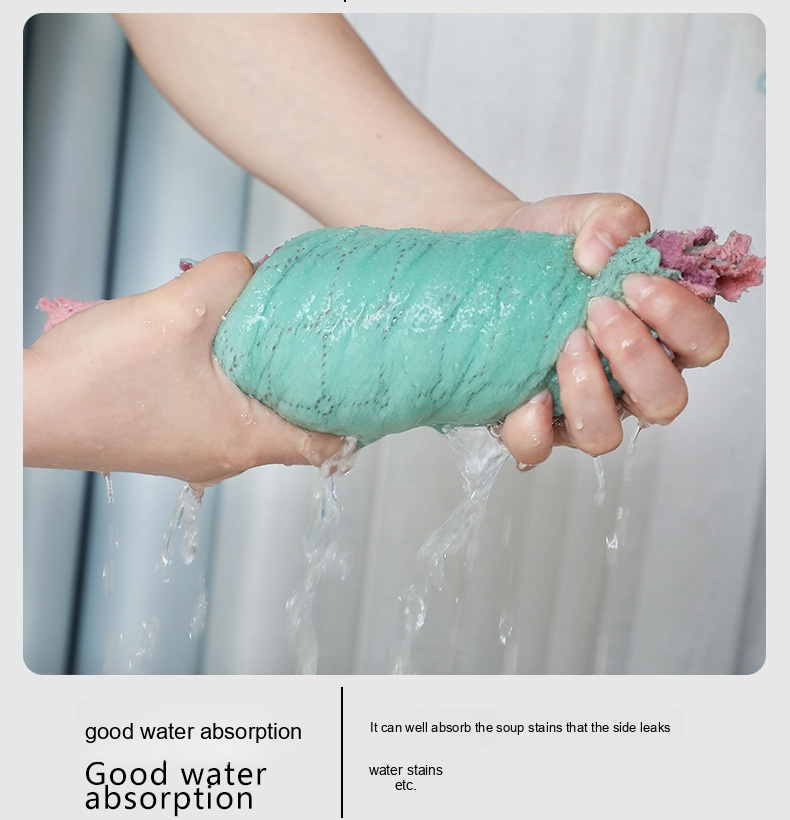 good water absorption
Good water
absorption
It can well absorb the soup stains that the side leaks
water stains
etc.